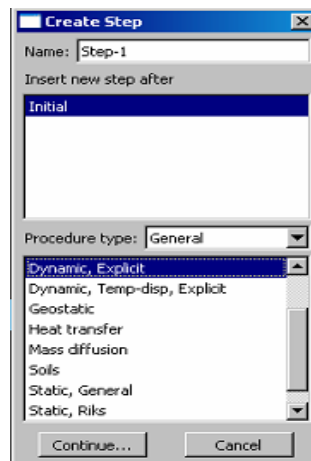 Create Step
Name: Step-1
Insert new step after
Initial
Procedure type: General
Dynamic, Explicit
Dynamic, Temp-disp, Explicit
Geostatic
Heat transfer
Mass diffusion
Soils
Static, General
Static, Riks
Continue... Cancel